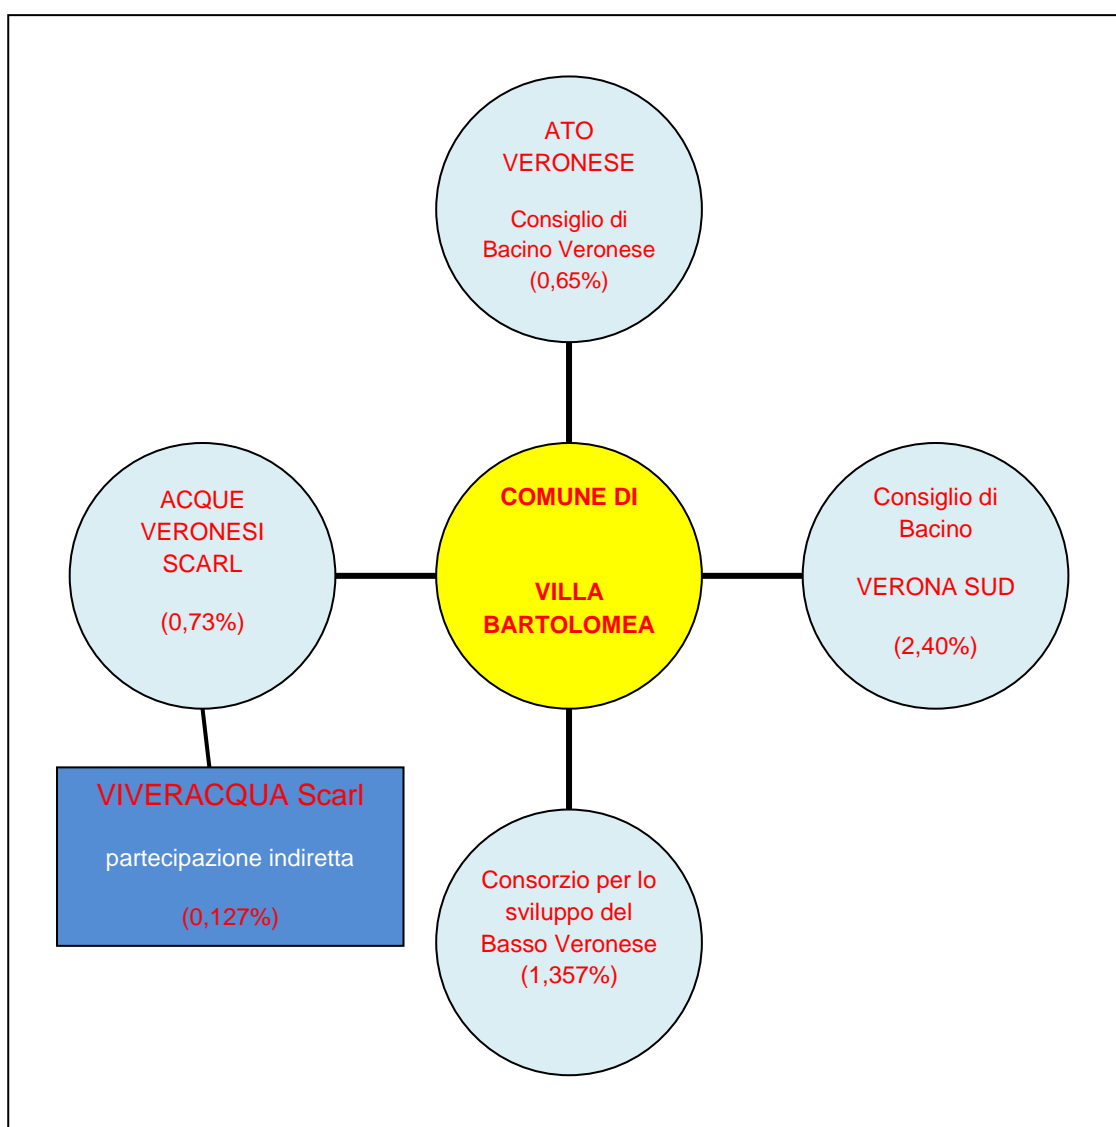 ATO
VERONESE
Consiglio di
Bacino Veronese
(0,65%)
ACQUE
VERONESI
SCARL
(0,73%)
COMUNE DI
VILLA
BARTOLOMEA
Consiglio di
Bacino
VERONA SUD
(2,40%)
VIVERACQUA Scarl
partecipazione indiretta
(0,127%)
Consorzio per lo
sviluppo del
Basso Veronese
(1,357%)